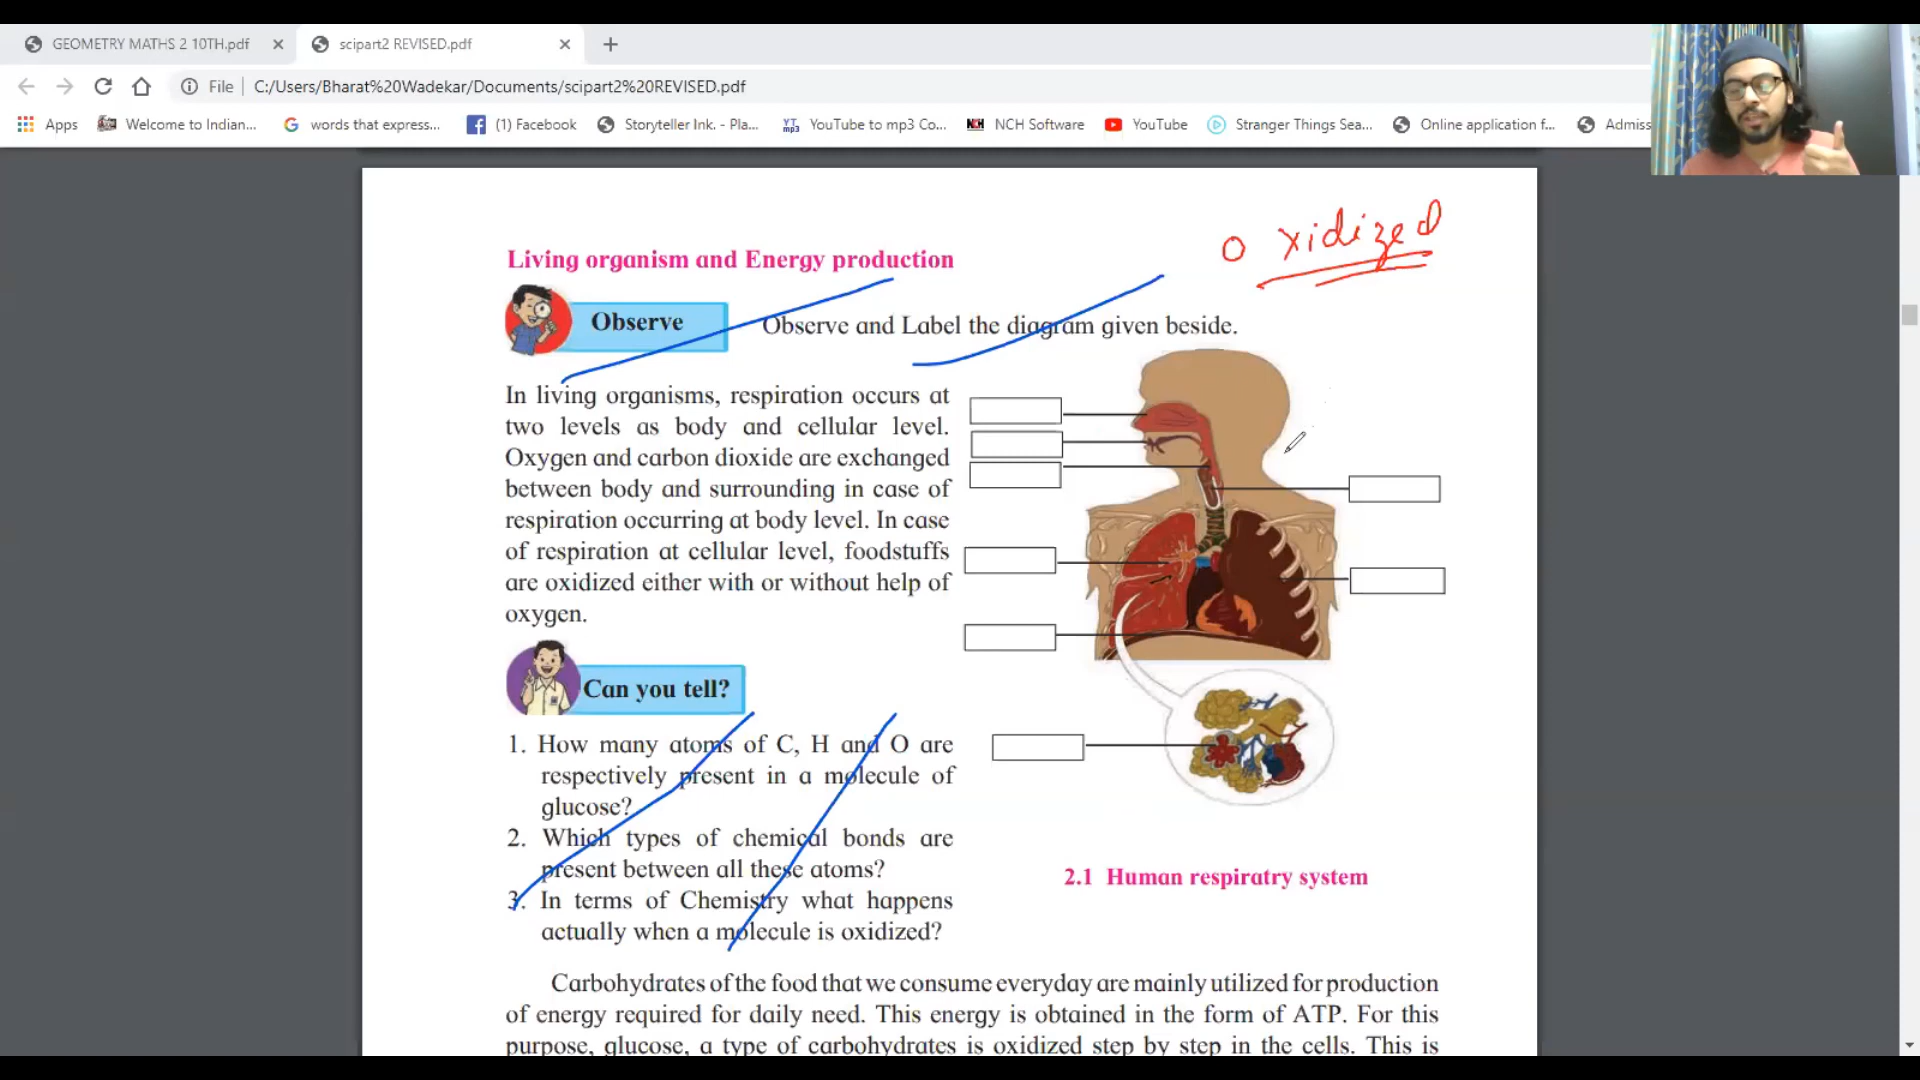 GEOMETRY MATHS 2 10TH.pdf
scipart2 REVISED.pdf
File
C:/Users/Bharat%20Wadekar/Documents/scipart2%20REVISED.pdf
Apps
Welcome to Indian...
words that express...
(1) Facebook
Storyteller Ink. - Pla...
YouTube to mp3 Co...
NCH Software
YouTube
Stranger Things Sea...
Online application f...
Admiss
o xidized
Living organism and Energy production
Observe
Observe and Label the diagram given beside.
In living organisms, respiration occurs at
two levels as body and cellular level.
Oxygen and carbon dioxide are exchanged
between body and surrounding in case of
respiration occurring at body level. In case
of respiration at cellular level, foodstuffs
are oxidized either with or without help of
oxygen.
Can you tell?
1. How many atoms of C, H and O are
respectively present in a molecule of
glucose?
2. Which types of chemical bonds are
present between all these atoms?
3. In terms of Chemistry what happens
actually when a molecule is oxidized?
2.1 Human respiratry system
Carbohydrates of the food that we consume everyday are mainly utilized for production
of energy required for daily need. This energy is obtained in the form of ATP. For this
purpose, glucose, a type of carbohydrates is oxidized step by step in the cells. This is